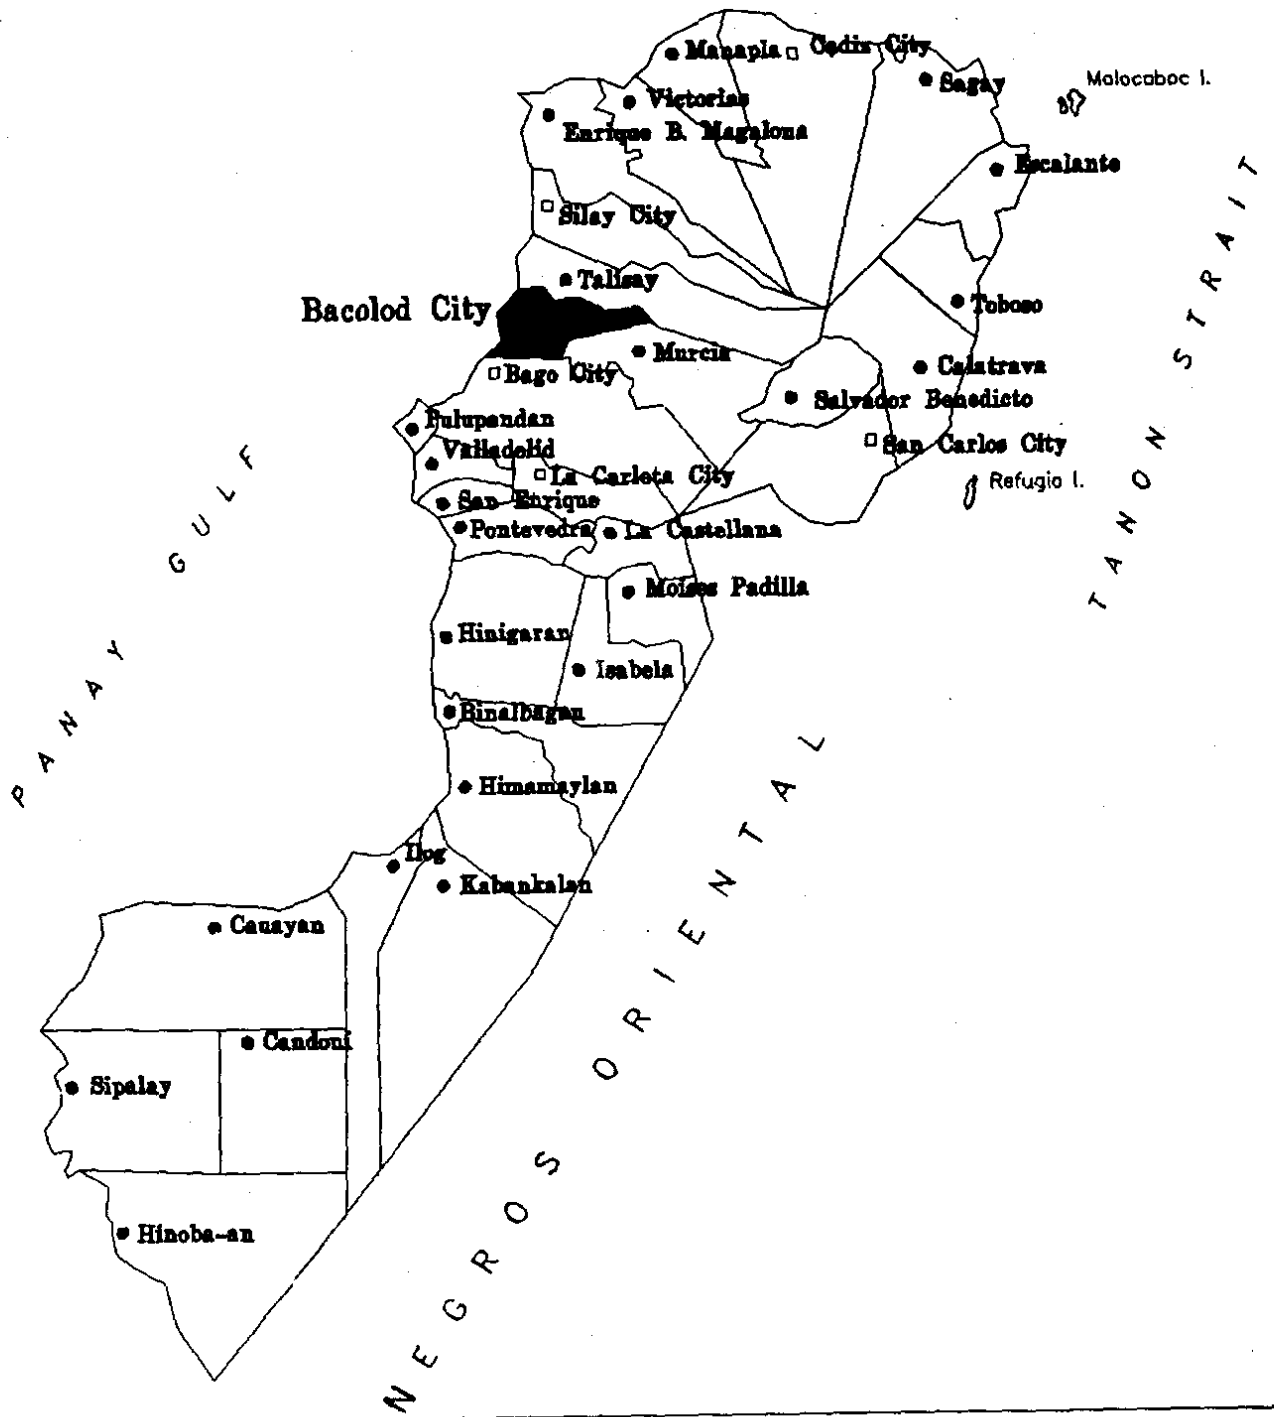 Manapla
Cadiz City
Sagay
Molocaboc I.
Victorias
Enrique B. Magalona
Escalante
Silay City
Talisay
Bacolod City
Toboso
Murcia
Calatrava
Bago City
Salvador Benedicto
Pulupandan
Valladolid
San Carlos City
La Carlota City
Refugio I.
San Enrique
Pontevedra
La Castellana
Moises Padilla
Hinigaran
Isabela
Binalbagan
Himamaylan
Ilog
Kabankalan
Cauayan
Candoni
Sipalay
Hinoba-an
PANAY GULF
TANON STRAIT
NEGROS ORIENTAL